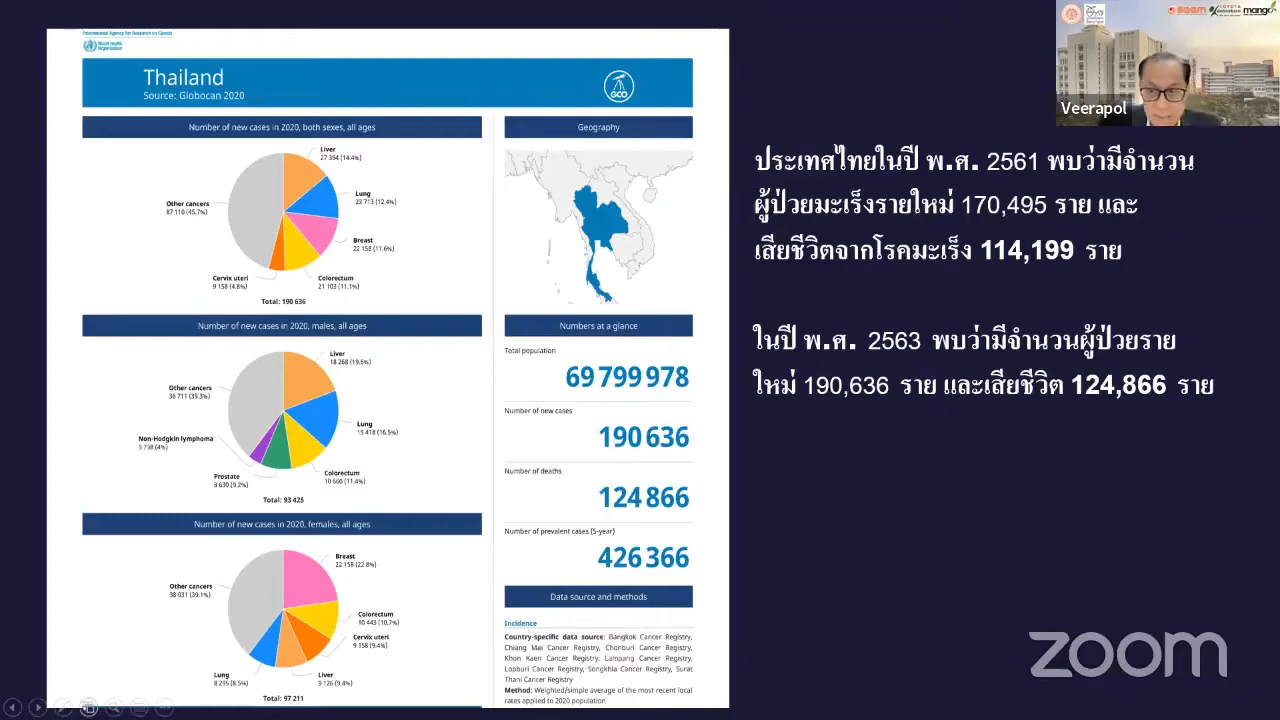 International Agency for Research on Cancer
World Health
Organization
Thailand
Source: Globocan 2020
GCO
Number of new cases in 2020, both sexes, all ages
Liver
27 394 (14.4%)
Lung
23 713 (12.4%)
Breast
22 158 (11.6%)
Colorectum
21 103 (11.1%)
Cervix uteri
9 158 (4.8%)
Other cancers
87 110 (45.7%)
Total: 190 636
Number of new cases in 2020, males, all ages
Liver
18 268 (19.6%)
Lung
15 418 (16.5%)
Colorectum
10 660 (11.4%)
Prostate
8 630 (9.2%)
Non-Hodgkin lymphoma
3 738 (4%)
Other cancers
36 711 (39.3%)
Total: 93 425
Number of new cases in 2020, females, all ages
Breast
22 158 (22.8%)
Colorectum
10 443 (10.7%)
Cervix uteri
9 158 (9.4%)
Liver
9 126 (9.4%)
Lung
8 295 (8.5%)
Other cancers
38 031 (39.1%)
Total: 97 211
Geography
Numbers at a glance
Total population
69 799 978
Number of new cases
190 636
Number of deaths
124 866
Number of prevalent cases (5-year)
426 366
Data source and methods
Incidence
Country-specific data source: Bangkok Cancer Registry,
Chiang Mai Cancer Registry, Chonburi Cancer Registry,
Khon Kaen Cancer Registry, Lampang Cancer Registry,
Lopburi Cancer Registry, Songkhla Cancer Registry, Surat
Thani Cancer Registry
Method: Weighted/simple average of the most recent local
rates applied to 2020 population
TOYOTA
mango
Veerapol
ประเทศไทยในปี พ.ศ. 2561 พบว่ามีจำนวน
ผู้ป่วยมะเร็งรายใหม่ 170,495 ราย และ
เสียชีวิตจากโรคมะเร็ง 114,199 ราย
ในปี พ.ศ. 2563 พบว่ามีจำนวนผู้ป่วยราย
ใหม่ 190,636 ราย และเสียชีวิต 124,866 ราย
zoom